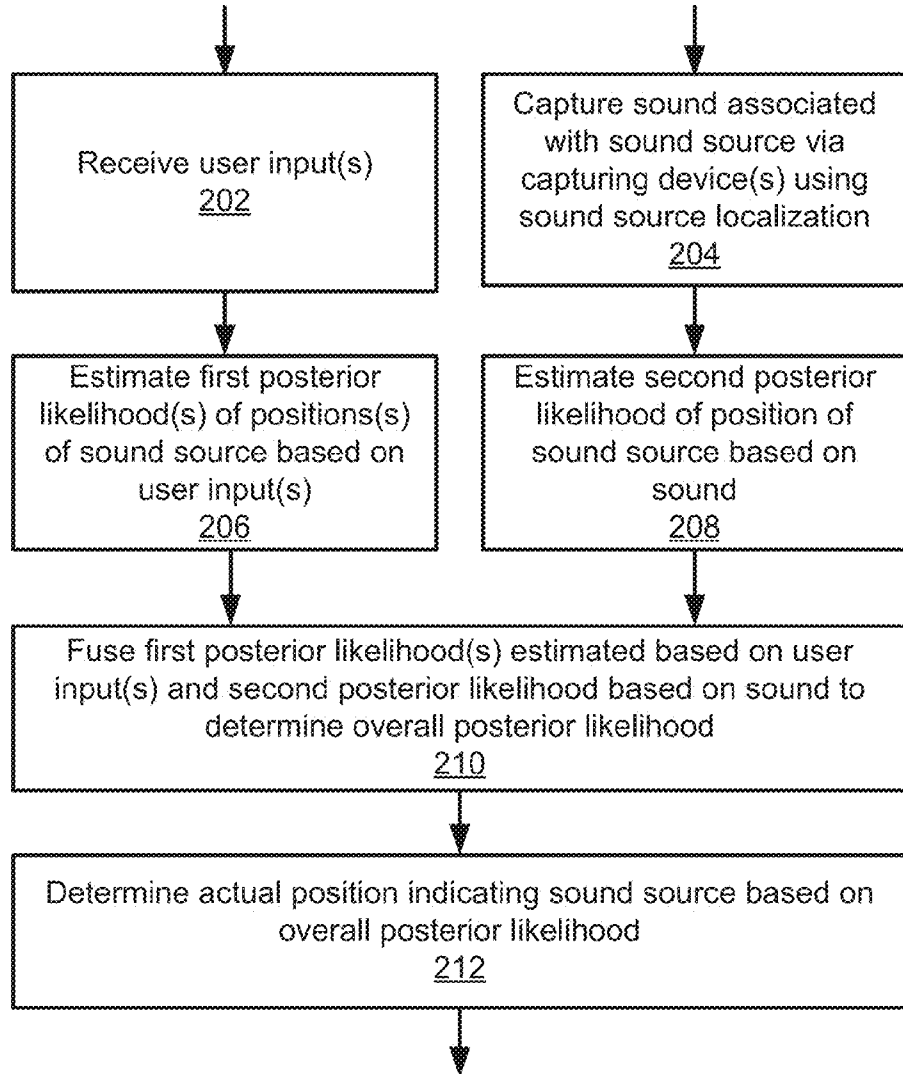 Receive user input(s)
202
Capture sound associated
with sound source via
capturing device(s) using
sound source localization
204
Estimate first posterior
likelihood(s) of positions(s)
of sound source based on
user input(s)
206
Estimate second posterior
likelihood of position of
sound source based on
sound
208
Fuse first posterior likelihood(s) estimated based on user
input(s) and second posterior likelihood based on sound to
determine overall posterior likelihood
210
Determine actual position indicating sound source based on
overall posterior likelihood
212